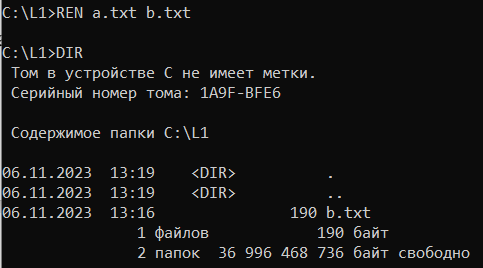 C:\L1>REN a.txt b.txt
C:\L1>DIR
Том в устройстве C не имеет метки.
Серийный номер тома: 1A9F-BFE6
Содержимое папки C:\L1
06.11.2023  13:19    <DIR>          .
06.11.2023  13:19    <DIR>          ..
06.11.2023  13:16               190 b.txt
1 файлов            190 байт
2 папок  36 996 468 736 байт свободно